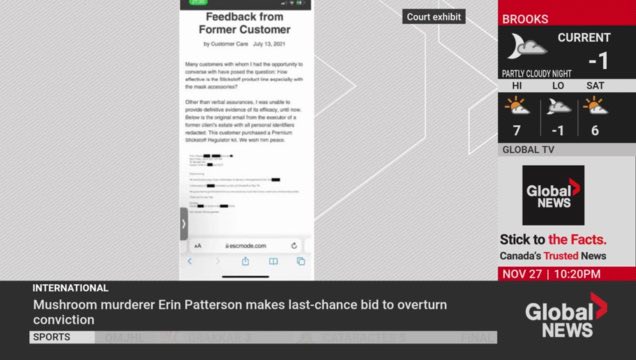 21:30
Court exhibit
Feedback from
Former Customer
by Customer Care July 13, 2021
Many customers with whom I had the opportunity to
converse with have posed the question: How
effective is the Stickstoff product line especially with
the mask accessories?
Other than verbal assurances, I was unable to
provide definitive evidence of its efficacy, until now.
Below is the original email from the executor of a
former client's estate with all personal identifiers
redacted. This customer purchased a Premium
Stickstoff Regulator kit. We wish him peace.
AA
escmode.com
BROOKS
CURRENT
-1
PARTLY CLOUDY NIGHT
HI LO SAT
7 -1 6
GLOBAL TV
Global
NEWS
Stick to the Facts.
Canada's Trusted News
NOV 27 | 10:20PM
INTERNATIONAL
Mushroom murderer Erin Patterson makes last-chance bid to overturn
conviction
Global
NEWS
SPORTS
FINAL